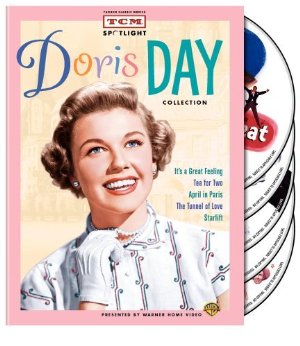 TURNER CLASSIC MOVIES
TCM
SPOTLIGHT
Doris DAY
COLLECTION
It's a Great Feeling
Tea for Two
April in Paris
The Tunnel of Love
Starlift
PRESENTED BY WARNER HOME VIDEO